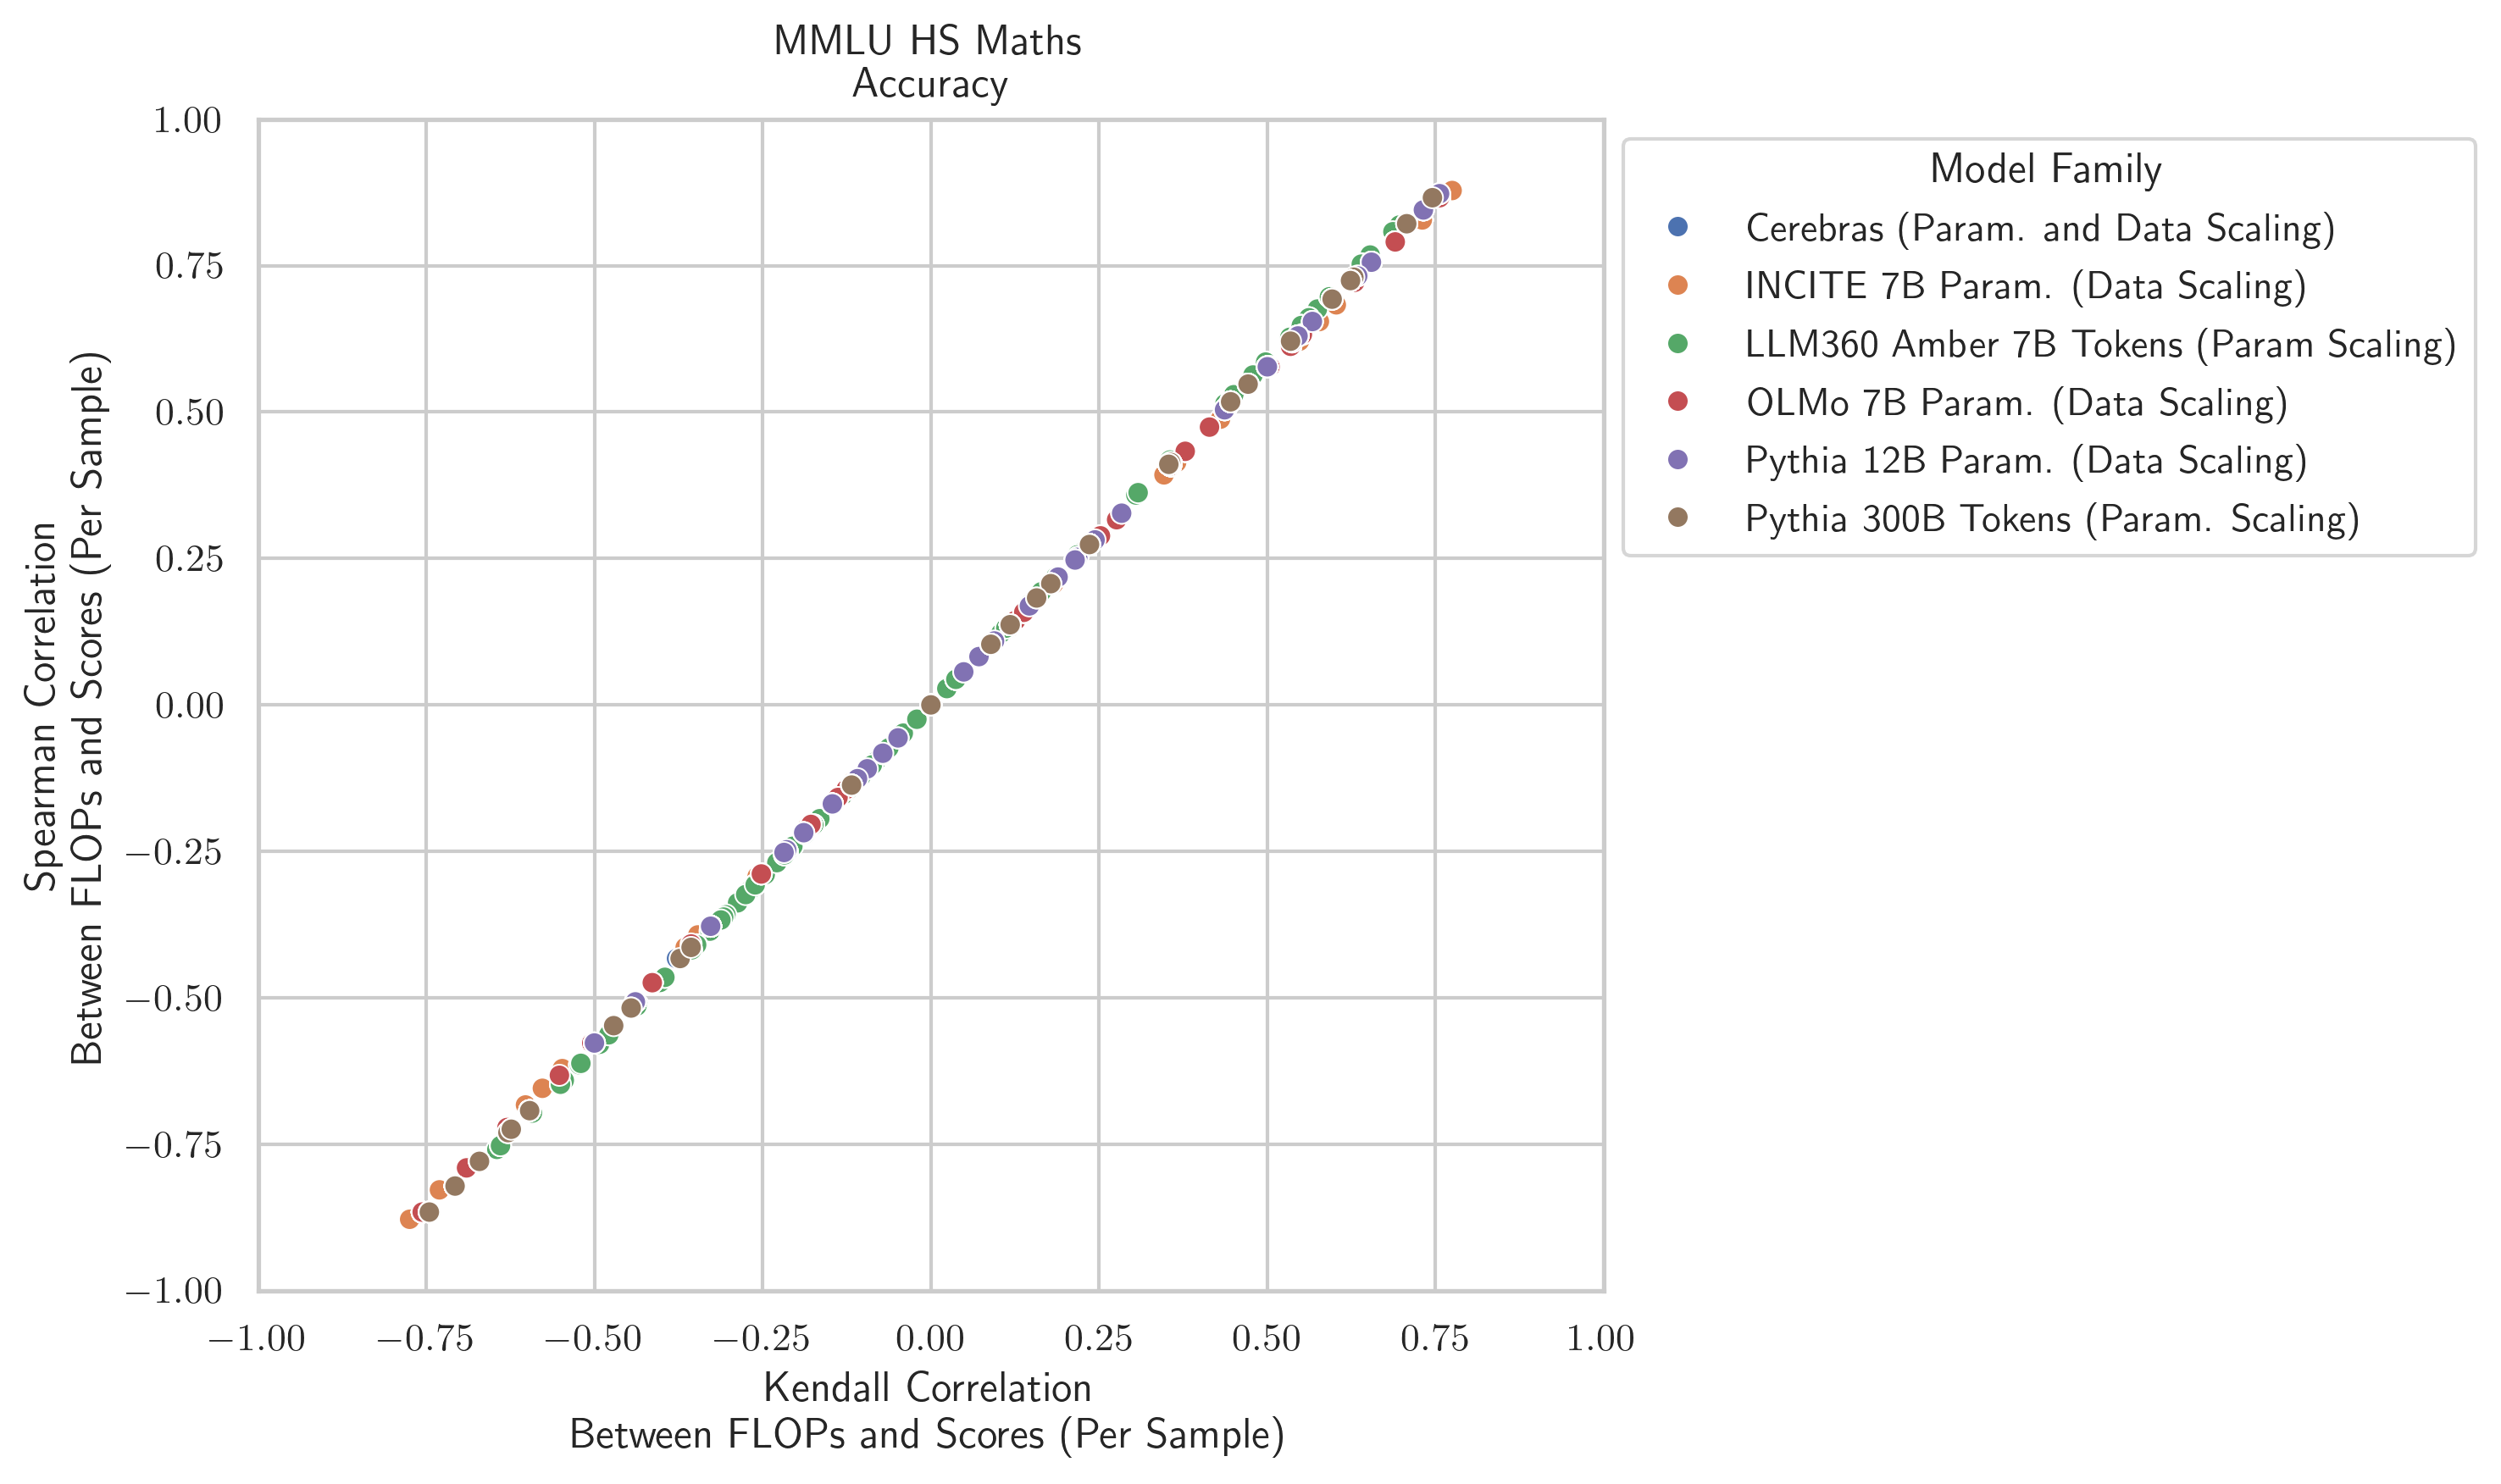 MMLU HS Maths
Accuracy
1.00
0.75
0.50
0.25
0.00
−0.25
−0.50
−0.75
−1.00
Spearman Correlation
Between FLOPs and Scores (Per Sample)
−1.00
−0.75
−0.50
−0.25
0.00
0.25
0.50
0.75
1.00
Kendall Correlation
Between FLOPs and Scores (Per Sample)
Model Family
Cerebras (Param. and Data Scaling)
INCITE 7B Param. (Data Scaling)
LLM360 Amber 7B Tokens (Param Scaling)
OLMo 7B Param. (Data Scaling)
Pythia 12B Param. (Data Scaling)
Pythia 300B Tokens (Param. Scaling)